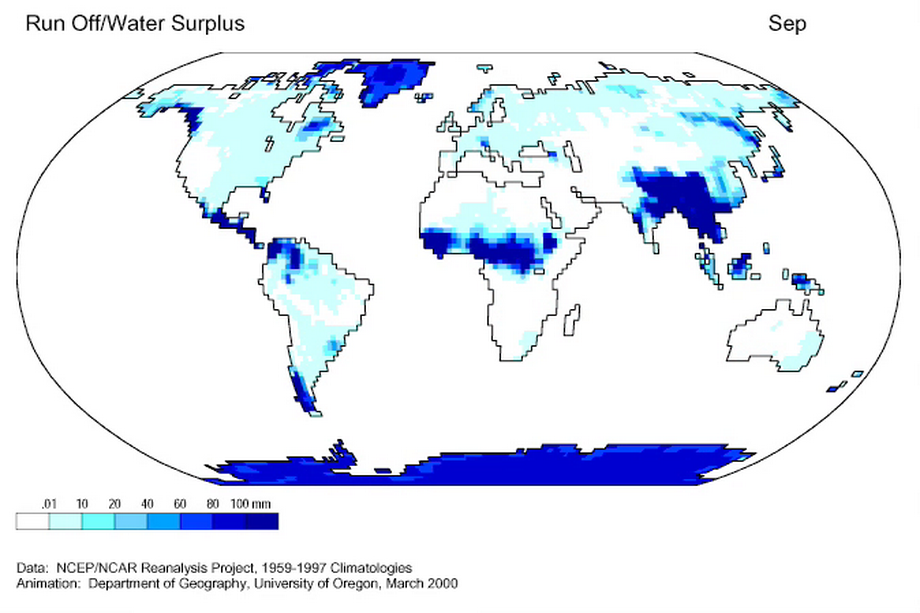 Run Off/Water Surplus
Sep
.01 10 20 40 60 80 100 mm
Data: NCEP/NCAR Reanalysis Project, 1959-1997 Climatologies
Animation: Department of Geography, University of Oregon, March 2000